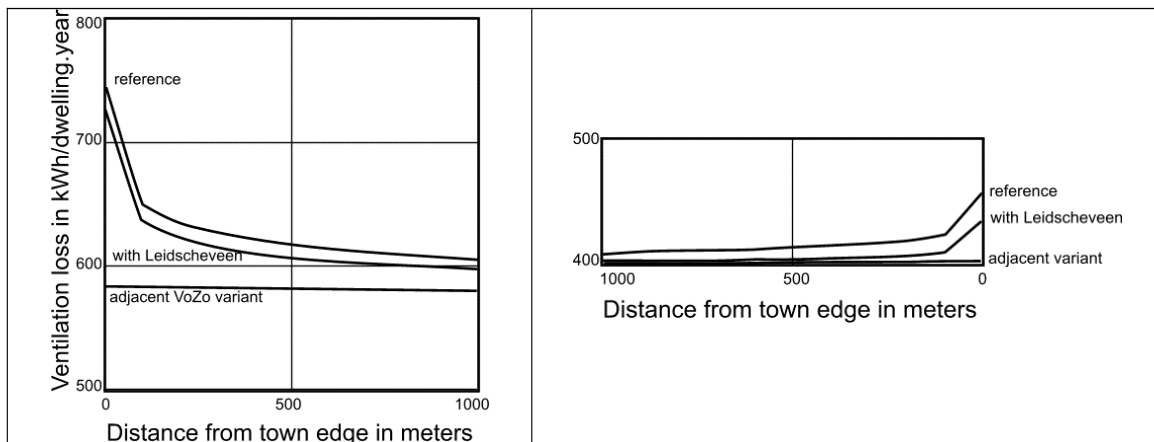 Ventilation loss in kWh/dwelling.year
800
reference
700
with Leidscheveen
600
adjacent VoZo variant
500
0
500
1000
Distance from town edge in meters
500
reference
with Leidscheveen
400
adjacent variant
1000
500
0
Distance from town edge in meters